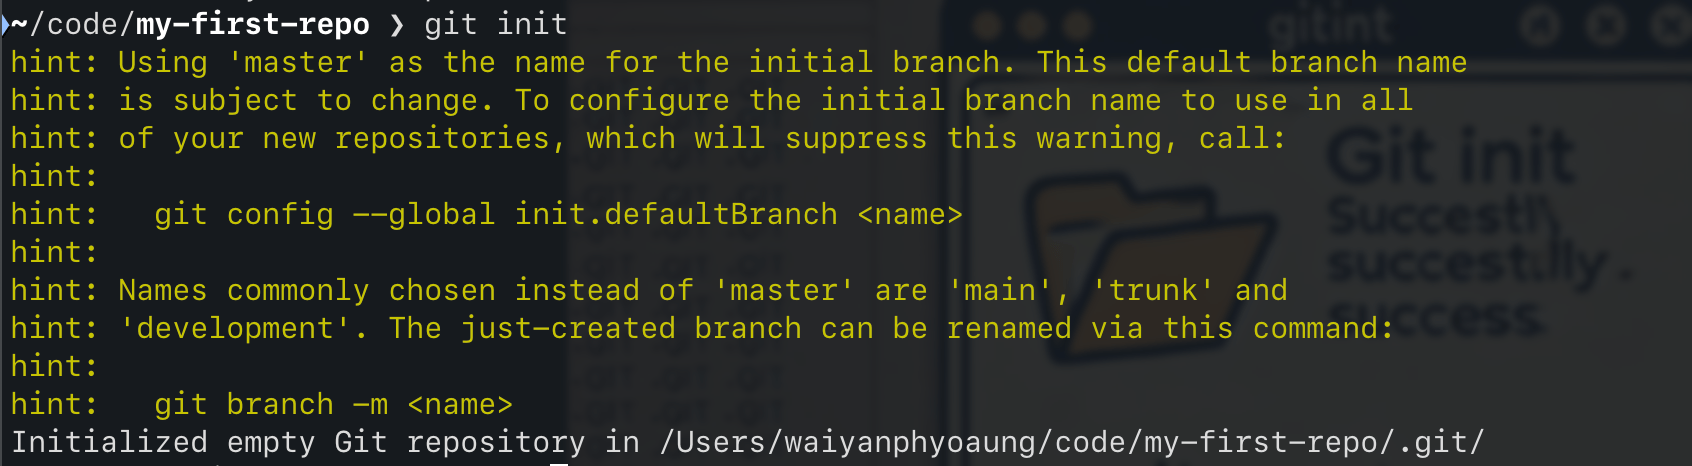 ~/code/my-first-repo ❯ git init
hint: Using 'master' as the name for the initial branch. This default branch name
hint: is subject to change. To configure the initial branch name to use in all
hint: of your new repositories, which will suppress this warning, call:
hint:
hint:   git config --global init.defaultBranch <name>
hint:
hint: Names commonly chosen instead of 'master' are 'main', 'trunk' and
hint: 'development'. The just-created branch can be renamed via this command:
hint:
hint:   git branch -m <name>
Initialized empty Git repository in /Users/waiyanphyoaung/code/my-first-repo/.git/
gitint
Git init
success